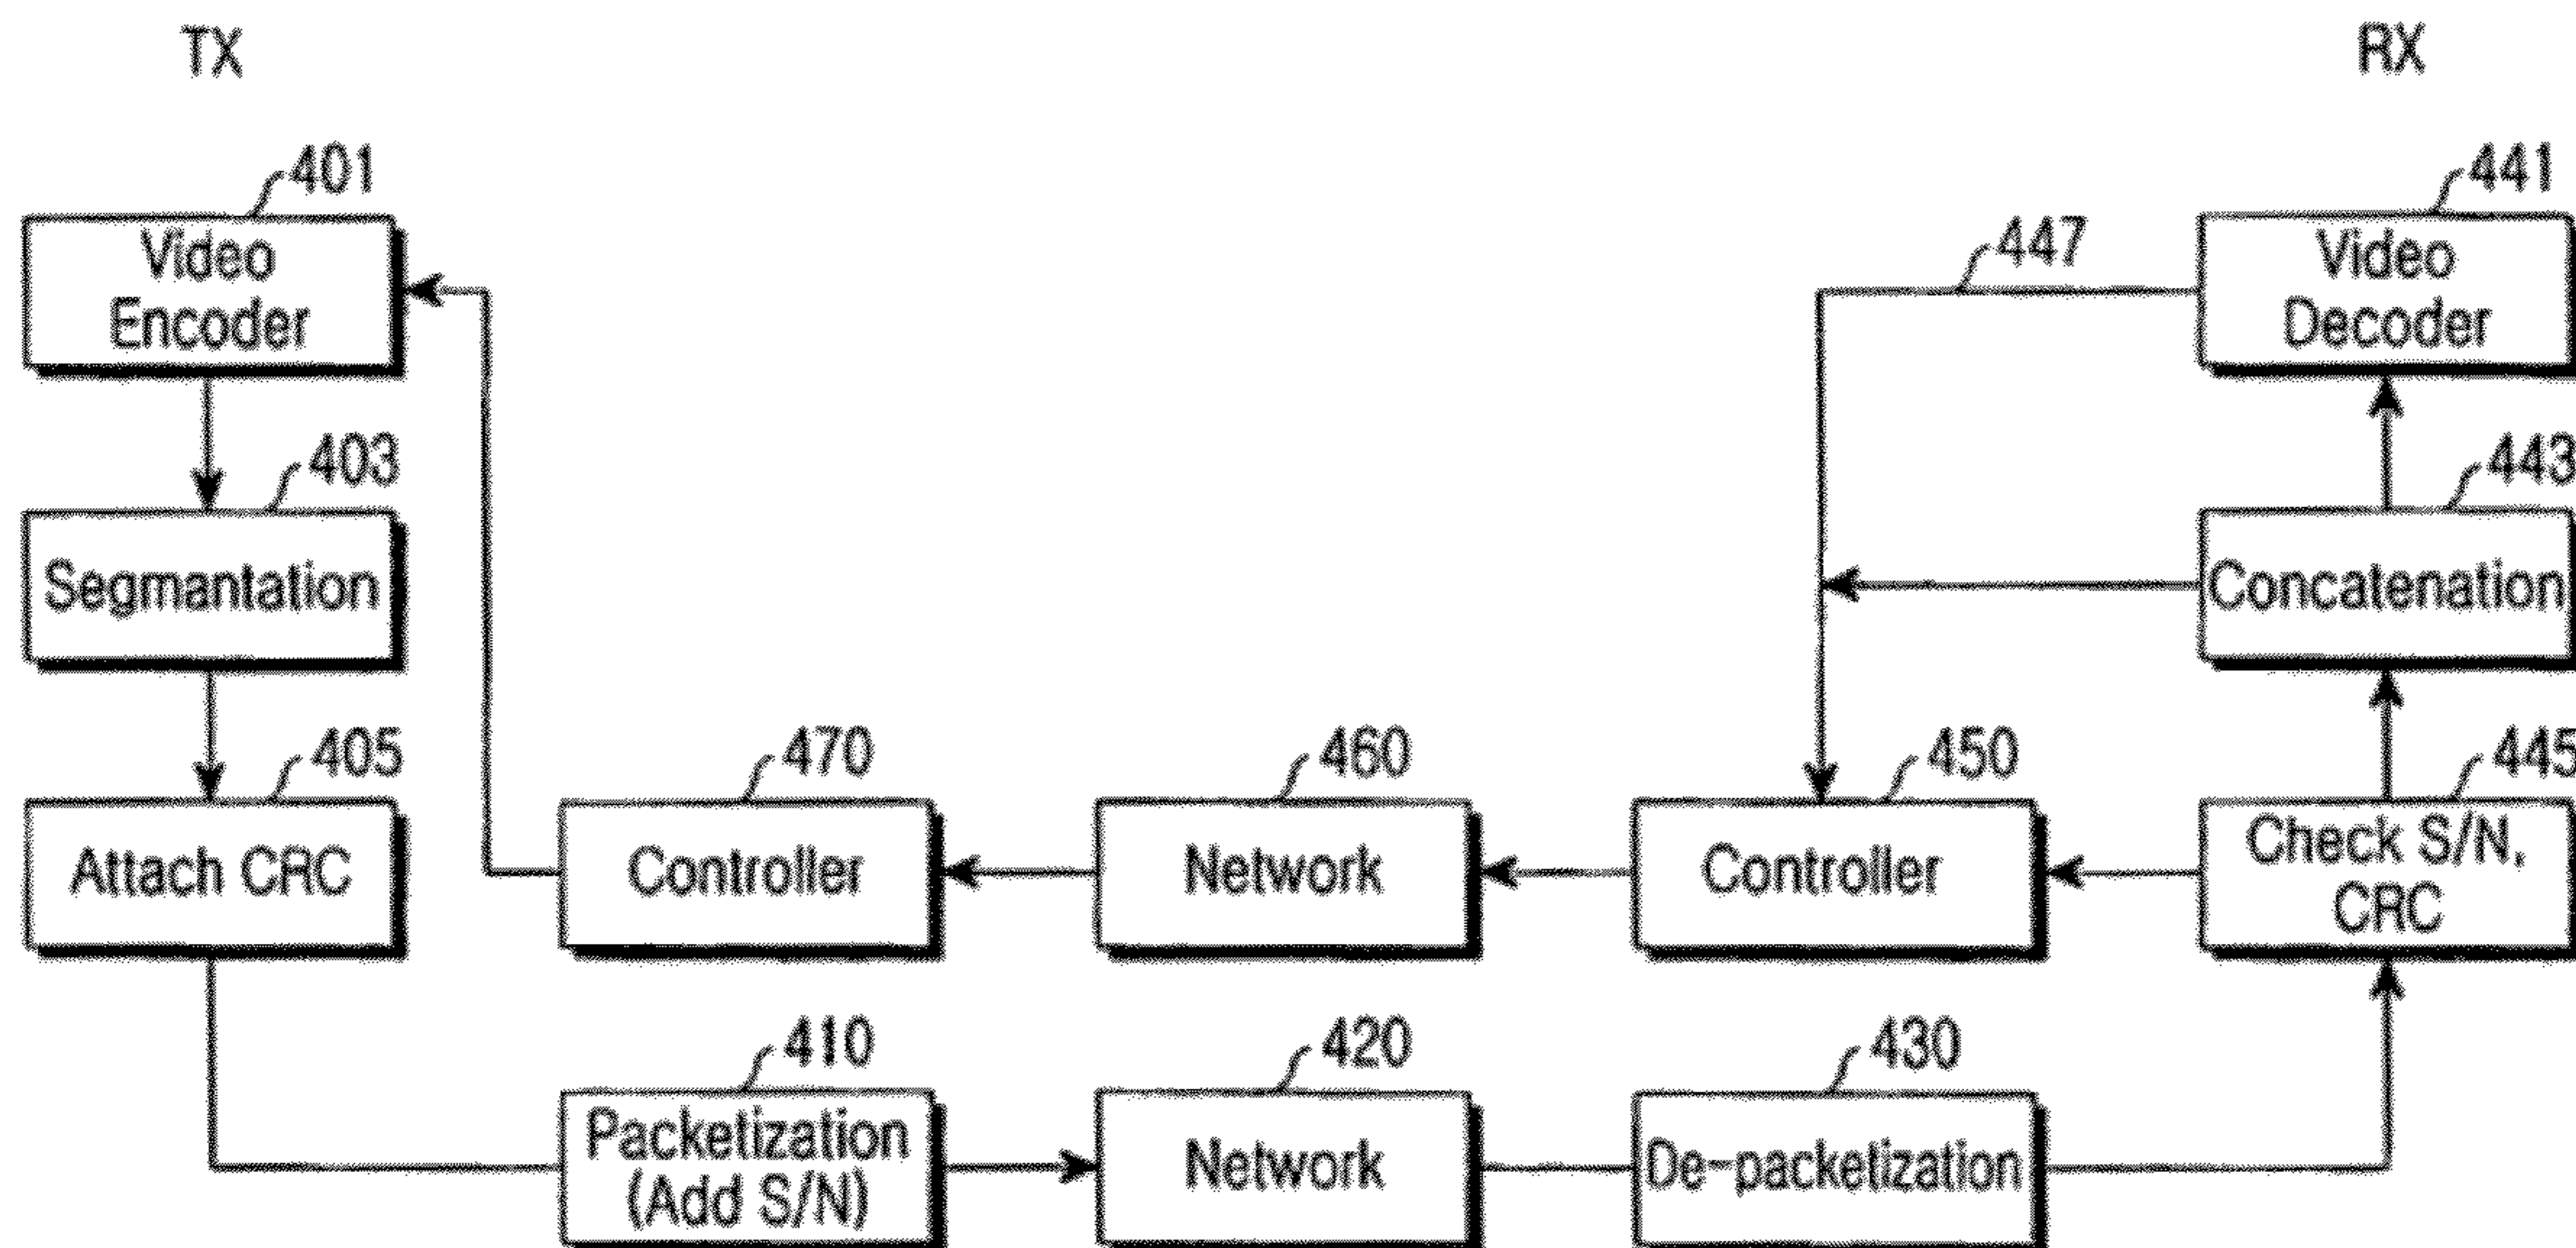 TX
RX
401
Video
Encoder
441
Video
Decoder
447
403
Segmantation
443
Concatenation
405
Attach CRC
470
Controller
460
Network
450
Controller
445
Check S/N,
CRC
410
Packetization
(Add S/N)
420
Network
430
De-packetization